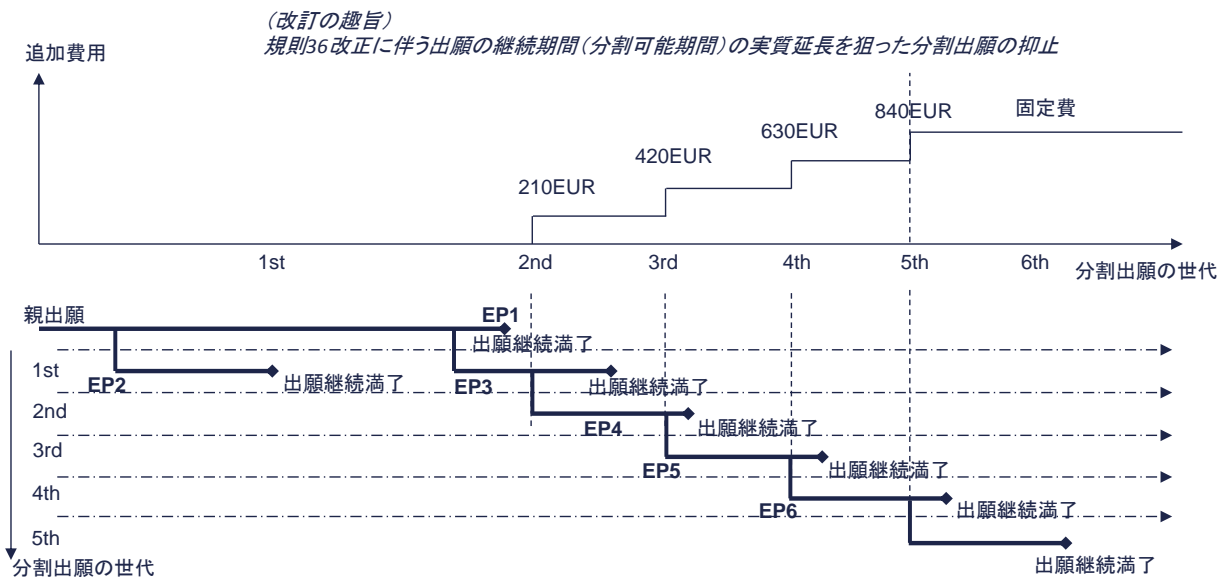 (改訂の趣旨)
規則36改正に伴う出願の継続期間(分割可能期間)の実質延長を狙った分割出願の抑止
追加費用
840EUR
固定費
630EUR
420EUR
210EUR
1st
2nd
3rd
4th
5th
6th
分割出願の世代
親出願
EP1
出願継続満了
1st
EP2
出願継続満了
EP3
出願継続満了
2nd
EP4
出願継続満了
3rd
EP5
出願継続満了
4th
EP6
出願継続満了
5th
出願継続満了
分割出願の世代